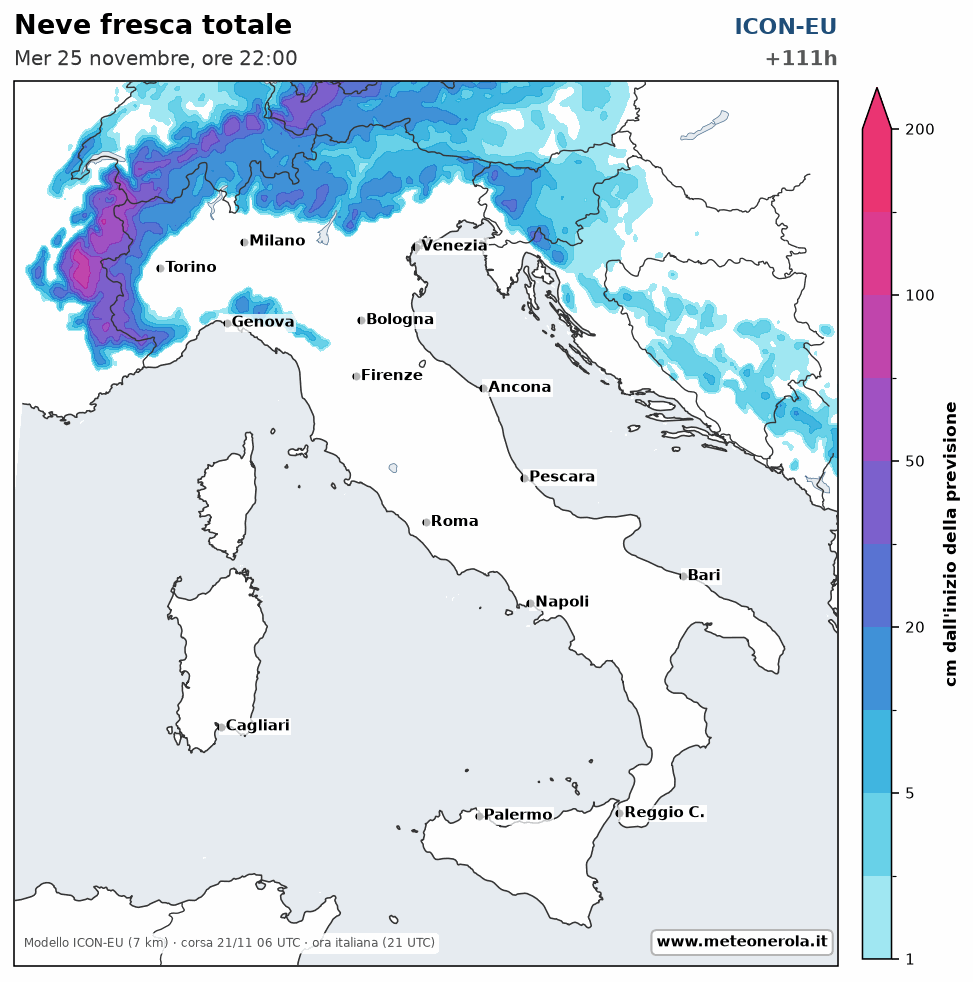 Neve fresca totale
ICON-EU
Mer 25 novembre, ore 22:00
+111h
200
100
50
20
5
1
cm dall'inizio della previsione
Milano
Venezia
Torino
Genova
Bologna
Firenze
Ancona
Pescara
Roma
Bari
Napoli
Cagliari
Palermo
Reggio C.
Modello ICON-EU (7 km) · corsa 21/11 06 UTC · ora italiana (21 UTC)
www.meteonerola.it